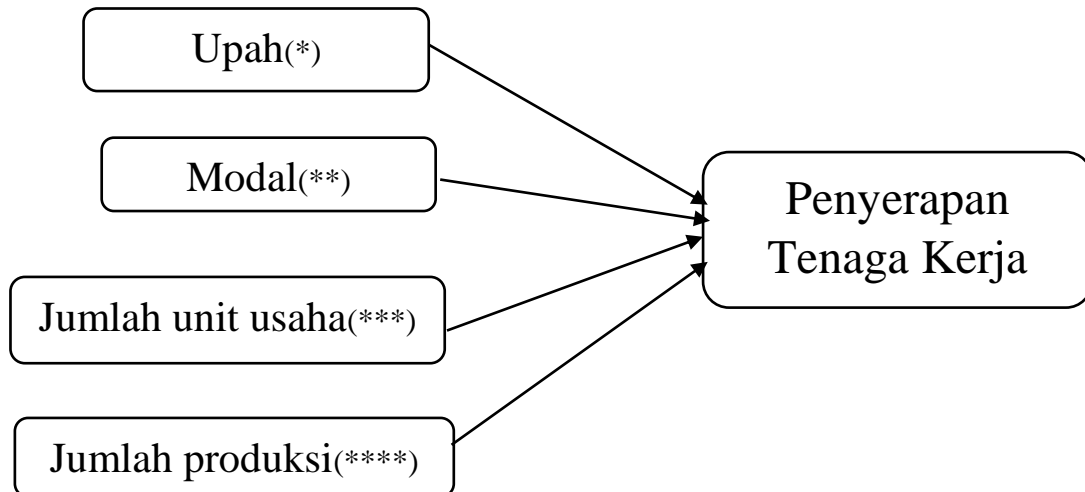 Upah(*)
Modal(**)
Jumlah unit usaha(***)
Jumlah produksi(****)
Penyerapan
Tenaga Kerja